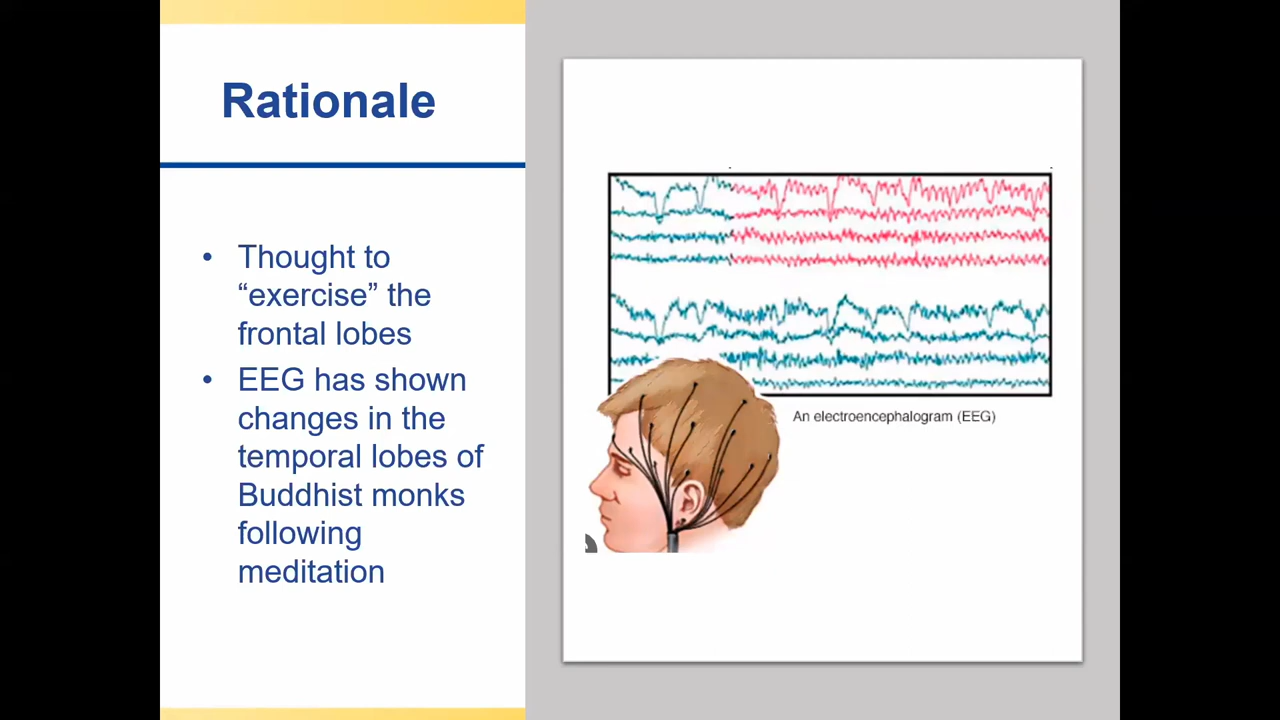 Rationale
• Thought to
“exercise” the
frontal lobes
• EEG has shown
changes in the
temporal lobes of
Buddhist monks
following
meditation
An electroencephalogram (EEG)